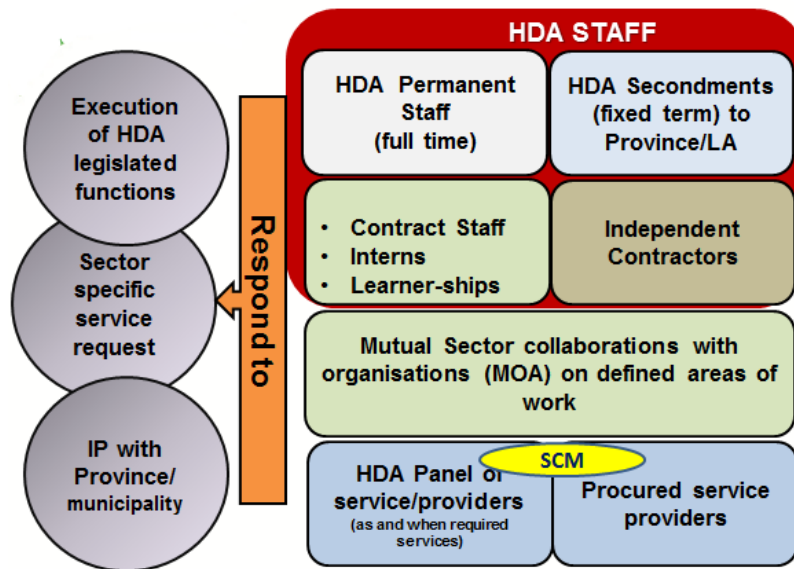 HDA STAFF
Execution
of HDA
legislated
functions
Sector
specific
service
request
IP with
Province/
municipality
Respond to
HDA Permanent
Staff
(full time)
HDA Secondments
(fixed term) to
Province/LA
• Contract Staff
• Interns
• Learner-ships
Independent
Contractors
Mutual Sector collaborations with
organisations (MOA) on defined areas of
work
SCM
HDA Panel of
service/providers
(as and when required
services)
Procured service
providers